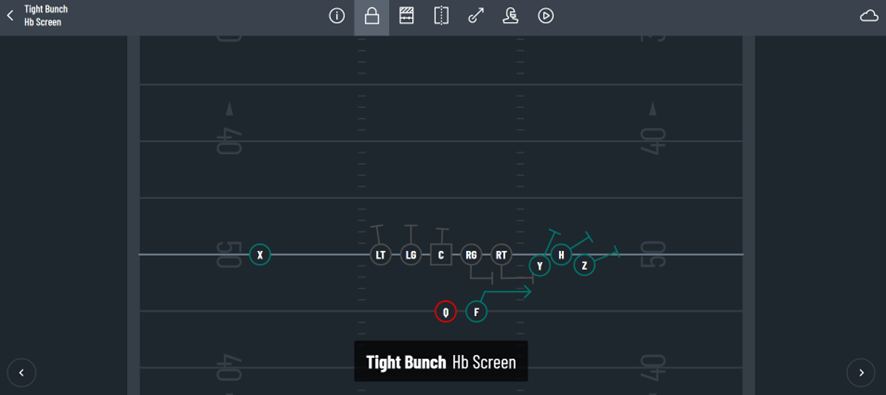 Tight Bunch
Hb Screen
40 40
50 X LT LG C RG RT Y H Z 50
Q F
Tight Bunch Hb Screen
40 40